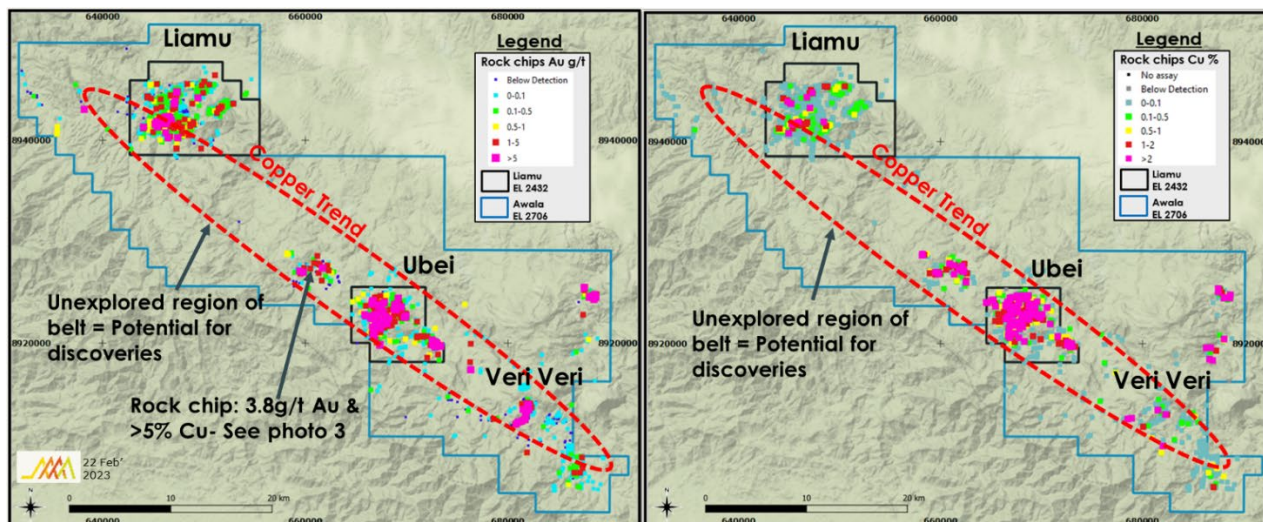 640000 660000 680000
Liamu
Legend
Rock chips Au g/t
Below Detection
0-0.1
0.1-0.5
0.5-1
1-5
>5
Liamu
EL 2432
Awala
EL 2706
8940000 8940000
Copper Trend
Ubei
Unexplored region of
belt = Potential for
discoveries
8920000 8920000
Veri Veri
Rock chip: 3.8g/t Au &
>5% Cu- See photo 3
22 Feb'
2023
0 10 20 km
640000 660000 680000
640000 660000 680000
Liamu
Legend
Rock chips Cu %
No assay
Below Detection
0-0.1
0.1-0.5
0.5-1
1-2
>2
Liamu
EL 2432
Awala
EL 2706
8940000 8940000
Copper Trend
Ubei
Unexplored region of
belt = Potential for
discoveries
8920000 8920000
Veri Veri
0 10 20 km
640000 660000 680000